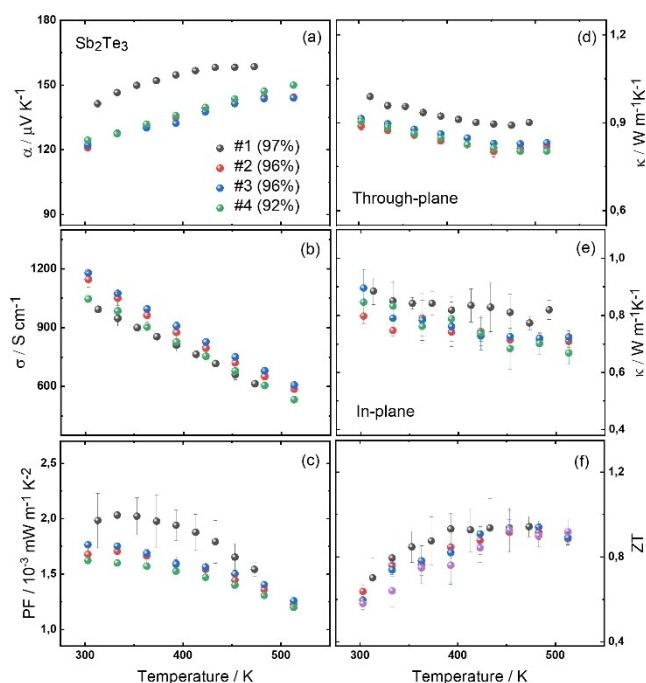 (a)
Sb₂Te₃
α / μV K⁻¹
180
150
120
90
#1 (97%)
#2 (96%)
#3 (96%)
#4 (92%)
(d)
κ / W m⁻¹K⁻¹
1,2
0,9
0,6
Through-plane
(b)
σ / S cm⁻¹
1200
900
600
(e)
κ / W m⁻¹K⁻¹
1,0
0,8
0,6
0,4
In-plane
(c)
PF / 10⁻³ mW m⁻¹ K-2
2,5
2,0
1,5
1,0
300
400
500
Temperature / K
(f)
ZT
1,2
0,8
0,4
300
400
500
Temperature / K